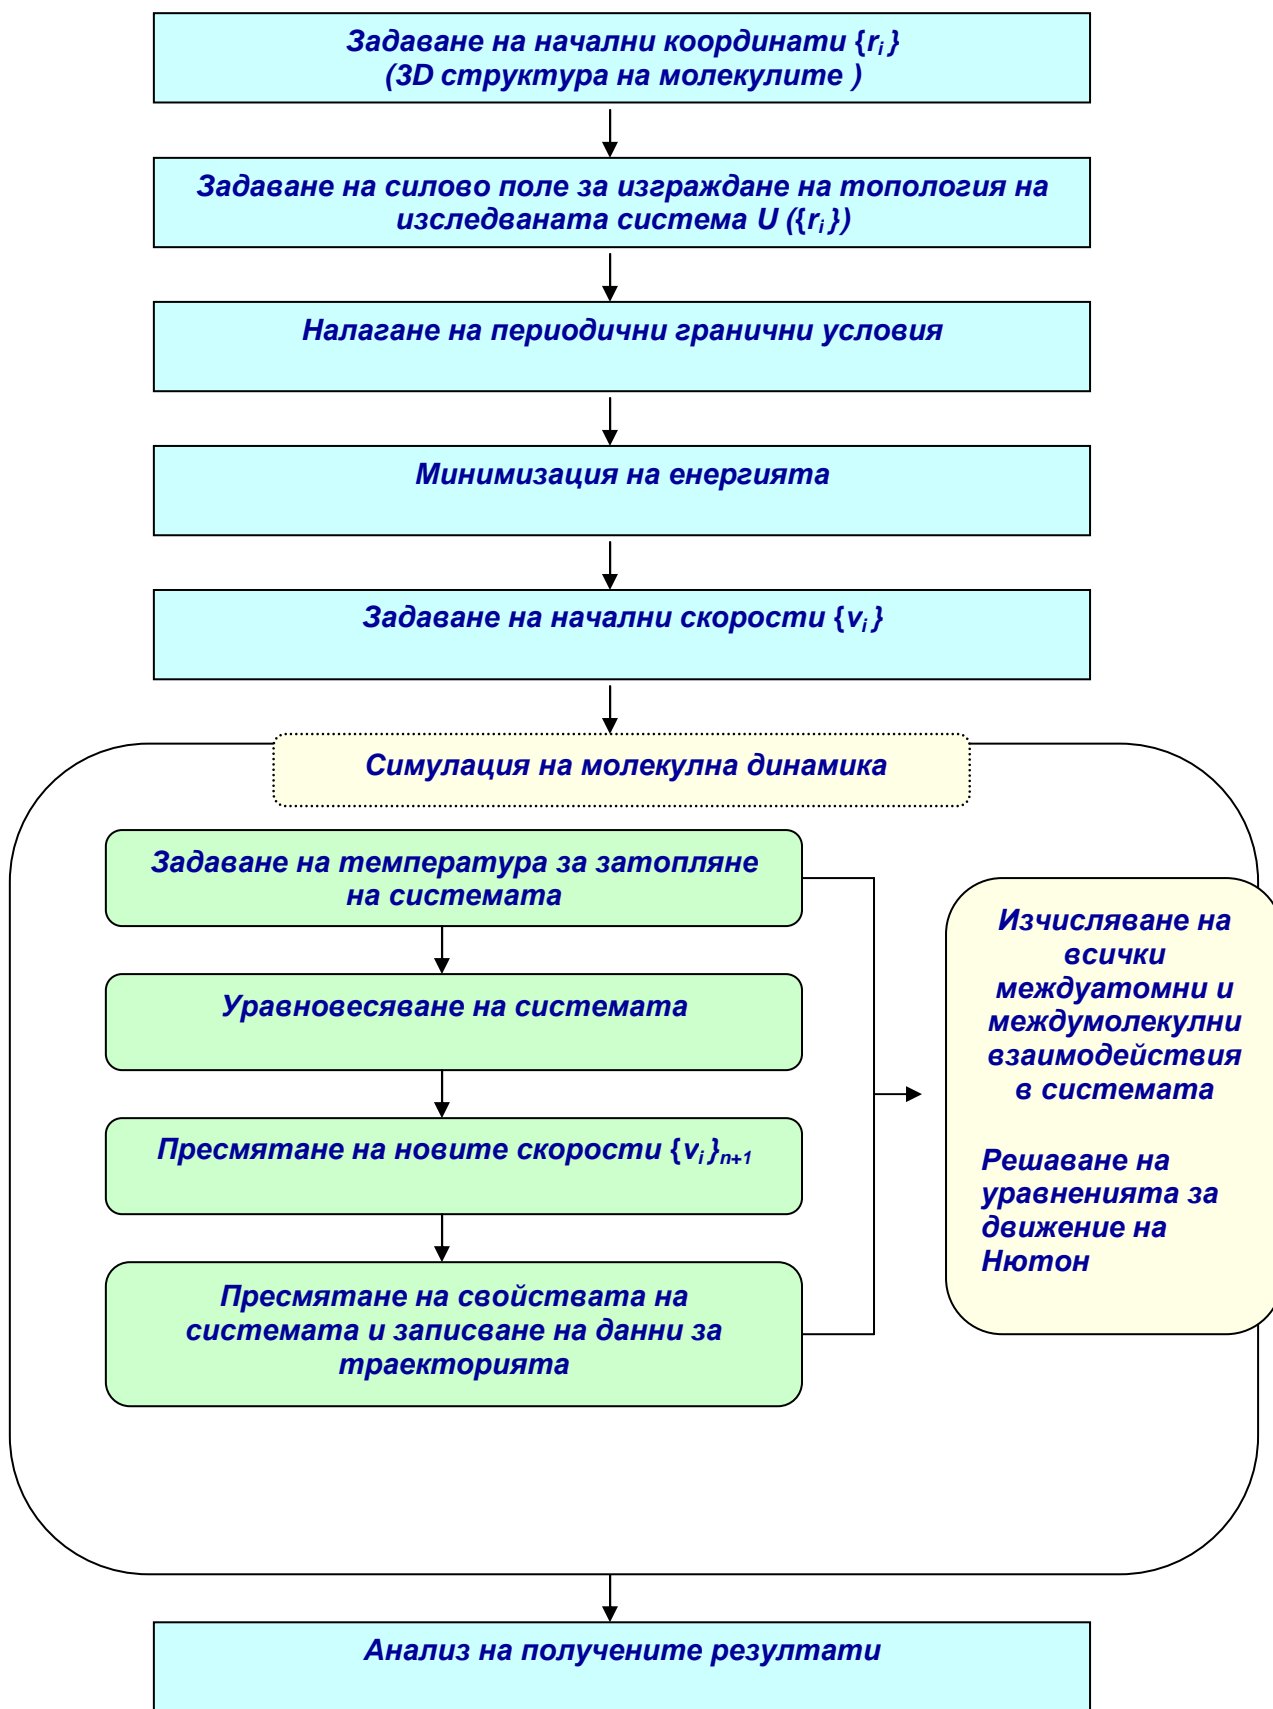 Задаване на начални координати {ri}
(3D структура на молекулите )
Задаване на силово поле за изграждане на топология на
изследваната система U ({ri})
Налагане на периодични гранични условия
Минимизация на енергията
Задаване на начални скорости {vi}
Симулация на молекулна динамика
Задаване на температура за затопляне
на системата
Уравновесяване на системата
Пресмятане на новите скорости {vi}n+1
Пресмятане на свойствата на
системата и записване на данни за
траекторията
Изчисляване на
всички
междуатомни и
междумолекулни
взаимодействия
в системата
Решаване на
уравненията за
движение на
Нютон
Анализ на получените резултати